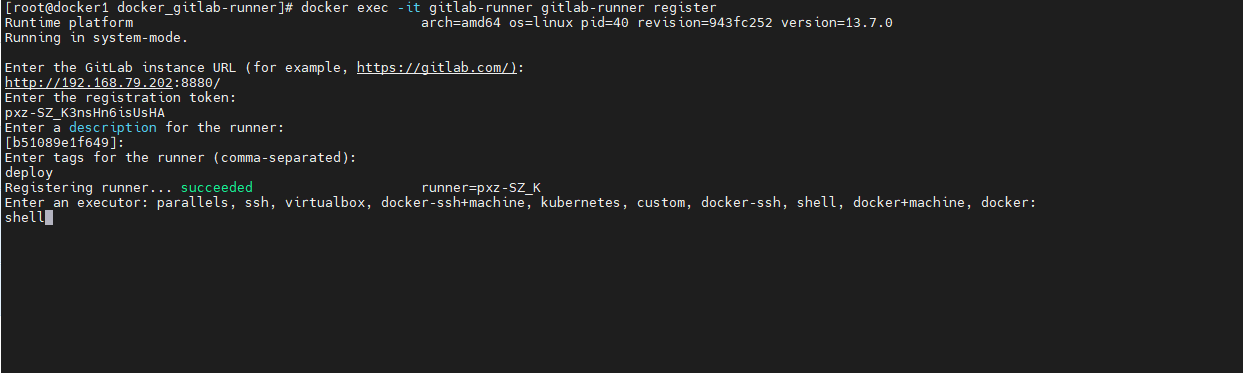 [root@docker1 docker_gitlab-runner]# docker exec -it gitlab-runner gitlab-runner register
Runtime platform                                    arch=amd64 os=linux pid=40 revision=943fc252 version=13.7.0
Running in system-mode.
Enter the GitLab instance URL (for example, https://gitlab.com/):
http://192.168.79.202:8880/
Enter the registration token:
pxz-SZ_K3nsHn6isUsHA
Enter a description for the runner:
[b51089e1f649]:
Enter tags for the runner (comma-separated):
deploy
Registering runner... succeeded                     runner=pxz-SZ_K
Enter an executor: parallels, ssh, virtualbox, docker-ssh+machine, kubernetes, custom, docker-ssh, shell, docker+machine, docker:
shell